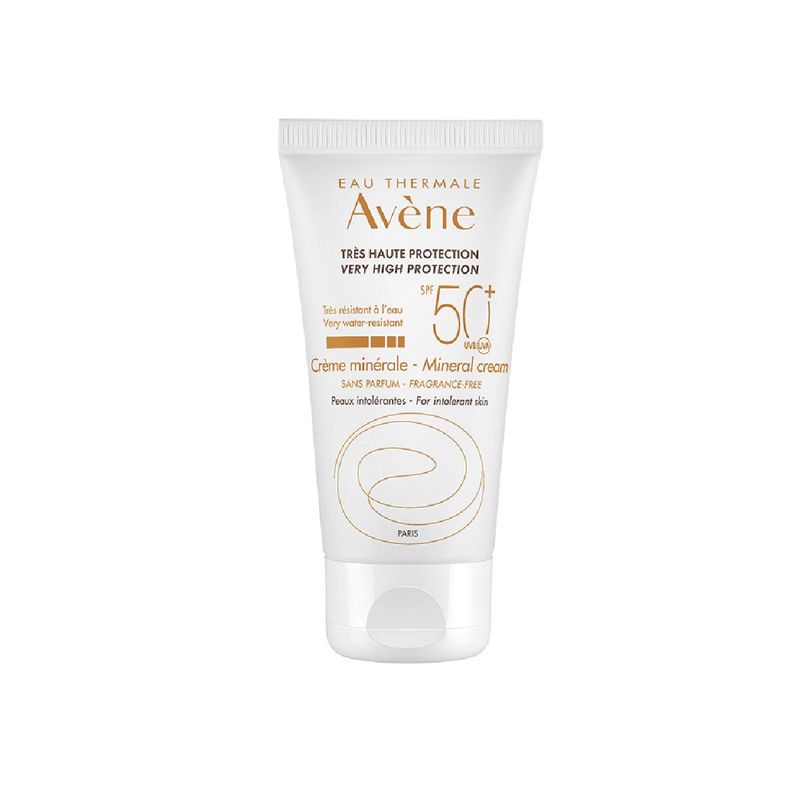 EAU THERMALE
Avène
TRÈS HAUTE PROTECTION
VERY HIGH PROTECTION
SPF 50+
Très résistant à l'eau
Very water-resistant
UVB UVA
Crème minérale - Mineral cream
SANS PARFUM - FRAGRANCE-FREE
Peaux intolérantes - For intolerant skin
PARIS